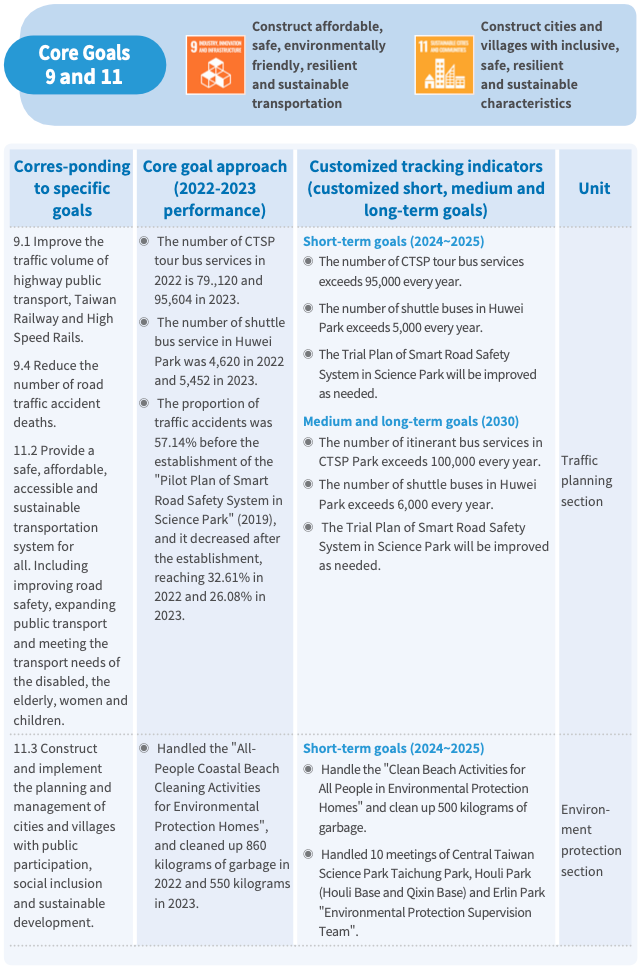 Core Goals
9 and 11
9 INDUSTRY, INNOVATION
AND INFRASTRUCTURE
Construct affordable,
safe, environmentally
friendly, resilient
and sustainable
transportation
11 SUSTAINABLE CITIES
AND COMMUNITIES
Construct cities and
villages with inclusive,
safe, resilient
and sustainable
characteristics
Corres-ponding
to specific
goals
Core goal approach
(2022-2023
performance)
Customized tracking indicators
(customized short, medium and
long-term goals)
Unit
9.1 Improve the
traffic volume of
highway public
transport, Taiwan
Railway and High
Speed Rails.
9.4 Reduce the
number of road
traffic accident
deaths.
11.2 Provide a
safe, affordable,
accessible and
sustainable
transportation
system for
all. Including
improving road
safety, expanding
public transport
and meeting the
transport needs of
the disabled, the
elderly, women and
children.
◉ The number of CTSP
tour bus services in
2022 is 79.,120 and
95,604 in 2023.
◉ The number of shuttle
bus service in Huwei
Park was 4,620 in 2022
and 5,452 in 2023.
◉ The proportion of
traffic accidents was
57.14% before the
establishment of the
"Pilot Plan of Smart
Road Safety System in
Science Park" (2019),
and it decreased after
the establishment,
reaching 32.61% in
2022 and 26.08% in
2023.
Short-term goals (2024~2025)
◉ The number of CTSP tour bus services
exceeds 95,000 every year.
◉ The number of shuttle buses in Huwei
Park exceeds 5,000 every year.
◉ The Trial Plan of Smart Road Safety
System in Science Park will be improved
as needed.
Medium and long-term goals (2030)
◉ The number of itinerant bus services in
CTSP Park exceeds 100,000 every year.
◉ The number of shuttle buses in Huwei
Park exceeds 6,000 every year.
◉ The Trial Plan of Smart Road Safety
System in Science Park will be improved
as needed.
Traffic
planning
section
11.3 Construct
and implement
the planning and
management of
cities and villages
with public
participation,
social inclusion
and sustainable
development.
◉ Handled the "All-
People Coastal Beach
Cleaning Activities
for Environmental
Protection Homes",
and cleaned up 860
kilograms of garbage in
2022 and 550 kilograms
in 2023.
Short-term goals (2024~2025)
◉ Handle the "Clean Beach Activities for
All People in Environmental Protection
Homes" and clean up 500 kilograms of
garbage.
◉ Handled 10 meetings of Central Taiwan
Science Park Taichung Park, Houli Park
(Houli Base and Qixin Base) and Erlin Park
"Environmental Protection Supervision
Team".
Environ-
ment
protection
section